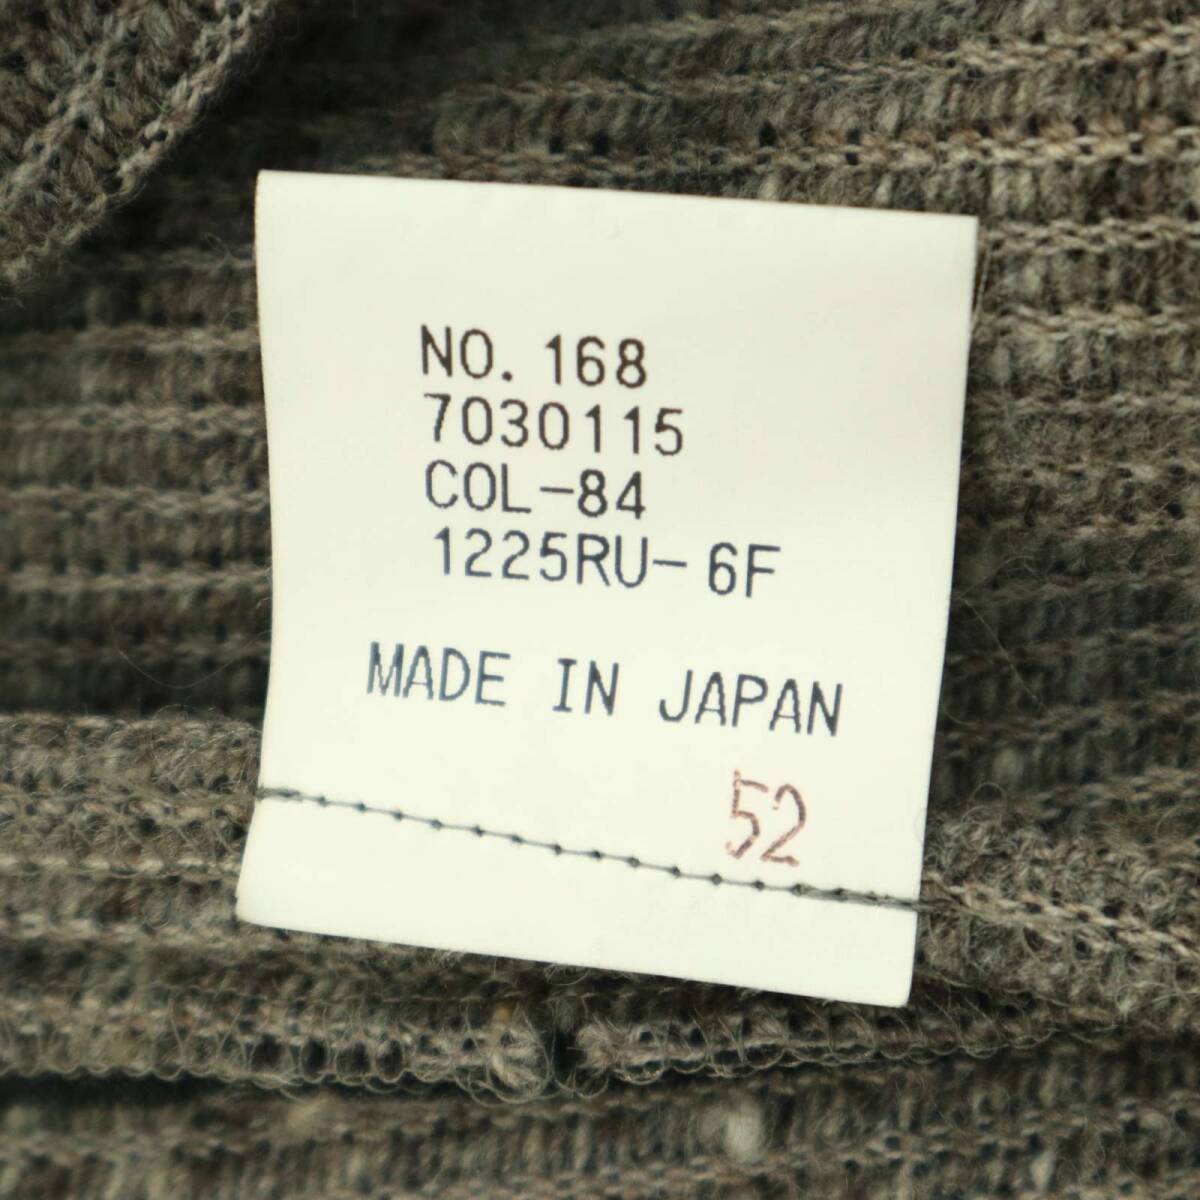 NO. 168
7030115
COL-84
1225RU-6F
MADE IN JAPAN
52